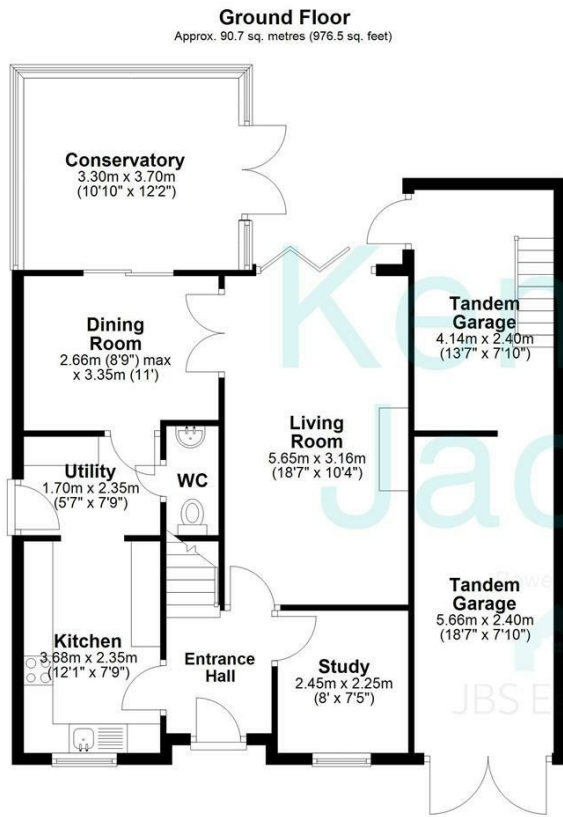 Ground Floor
Approx. 90.7 sq. metres (976.5 sq. feet)
Conservatory
3.30m x 3.70m
(10'10" x 12'2")
Dining
Room
2.66m (8'9") max
x 3.35m (11')
Tandem
Garage
4.14m x 2.40m
(13'7" x 7'10")
Living
Room
5.65m x 3.16m
(18'7" x 10'4")
Utility
1.70m x 2.35m
(5'7" x 7'9")
WC
Kitchen
3.68m x 2.35m
(12'1" x 7'9")
Entrance
Hall
Study
2.45m x 2.25m
(8' x 7'5")
Tandem
Garage
5.66m x 2.40m
(18'7" x 7'10")
JBS